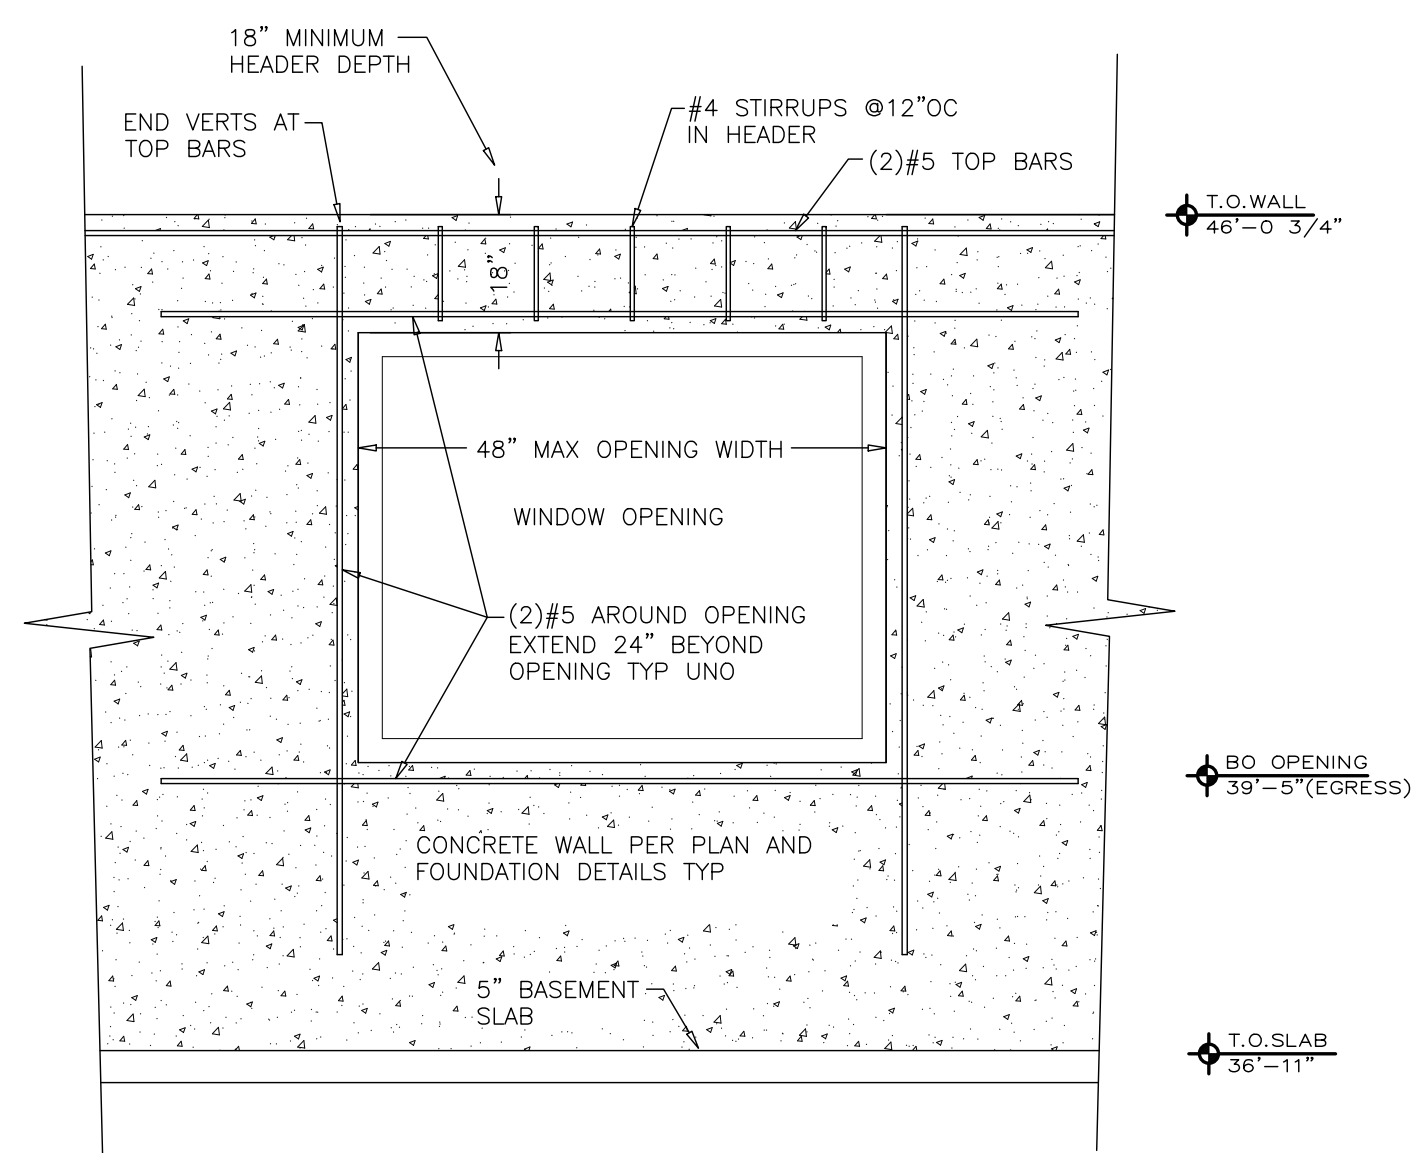 18” MINIMUM
HEADER DEPTH
END VERTS AT
TOP BARS
#4 STIRRUPS @12”OC
IN HEADER
(2)#5 TOP BARS
T.O.WALL
46’-0 3/4”
18”
48” MAX OPENING WIDTH
WINDOW OPENING
(2)#5 AROUND OPENING
EXTEND 24” BEYOND
OPENING TYP UNO
BO OPENING
39’-5”(EGRESS)
CONCRETE WALL PER PLAN AND
FOUNDATION DETAILS TYP
5” BASEMENT
SLAB
T.O.SLAB
36’-11”